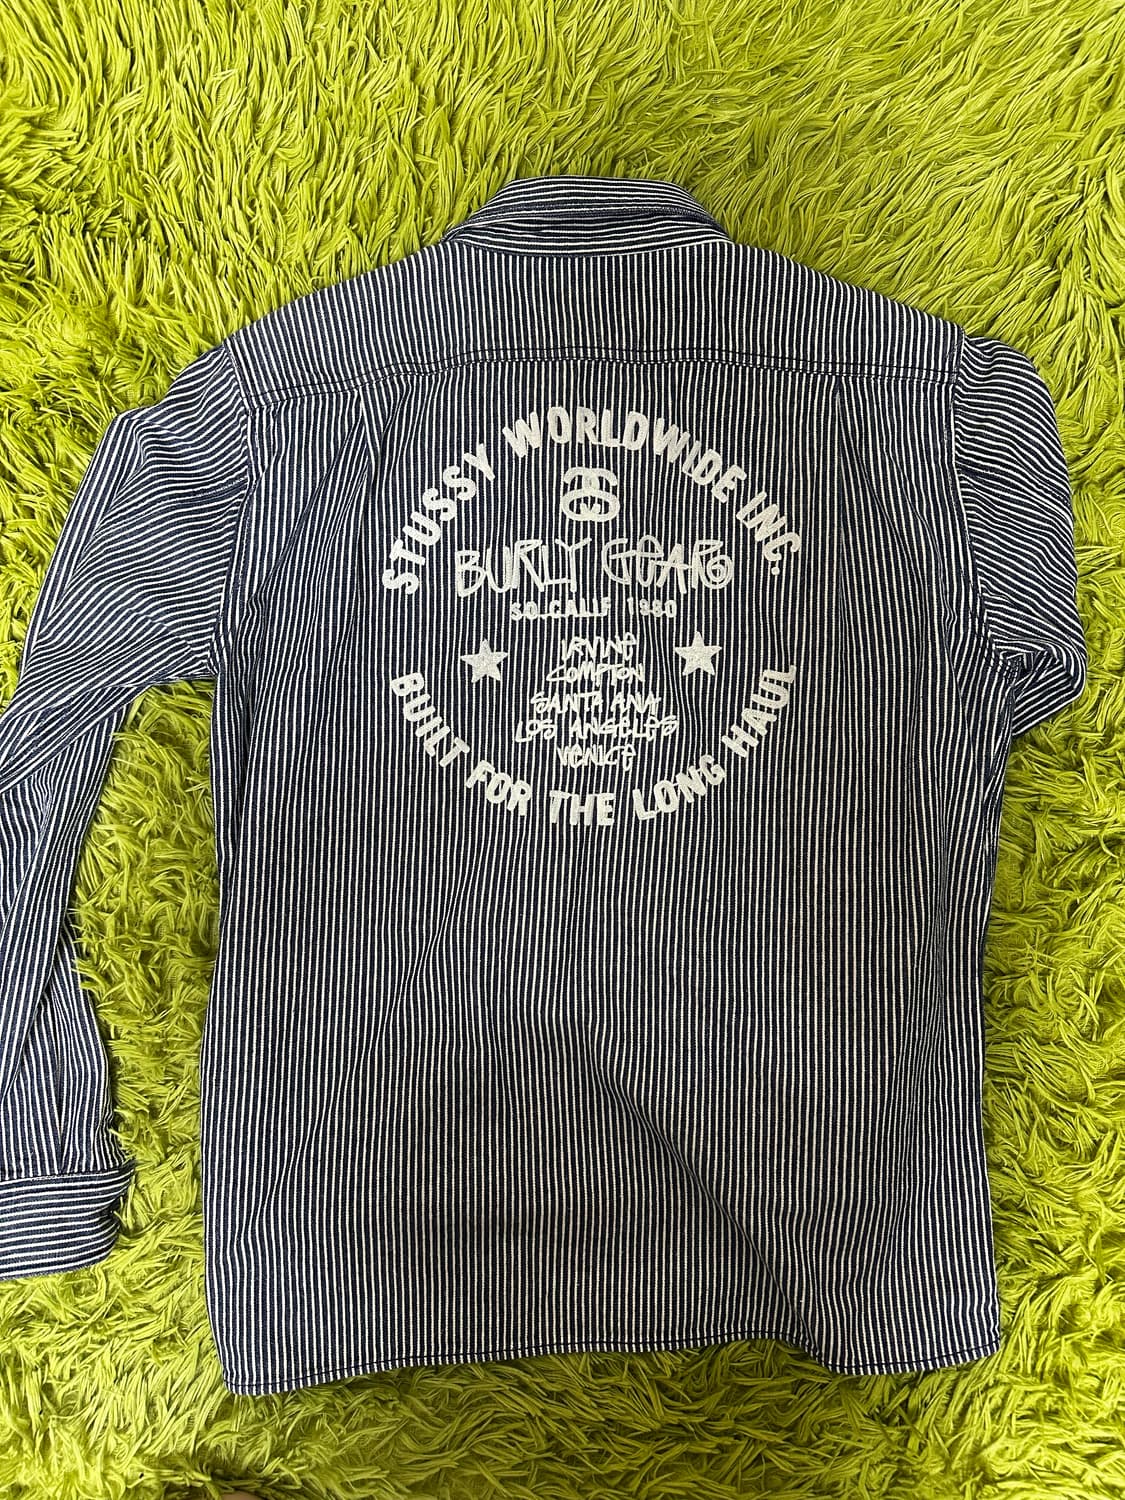 STUSSY WORLDWIDE INC.
BURLY GEAR
SO.CALIF 1980
IRVINE
COMPTON
SANTA ANA
LOS ANGELES
VENICE
BUILT FOR THE LONG HAUL